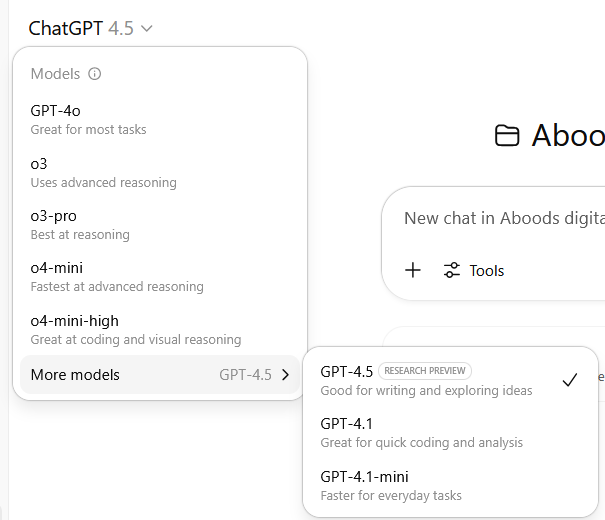 ChatGPT 4.5
Models
GPT-4o
Great for most tasks
o3
Uses advanced reasoning
o3-pro
Best at reasoning
o4-mini
Fastest at advanced reasoning
o4-mini-high
Great at coding and visual reasoning
More models GPT-4.5
GPT-4.5 RESEARCH PREVIEW
Good for writing and exploring ideas
GPT-4.1
Great for quick coding and analysis
GPT-4.1-mini
Faster for everyday tasks
Aboo
New chat in Aboods digita
Tools
e